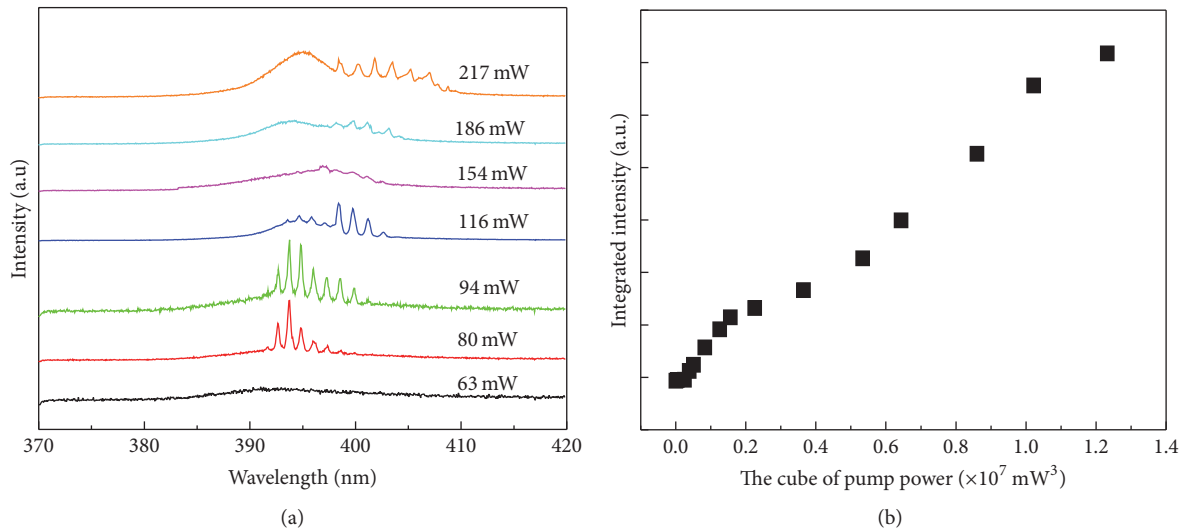 217 mW
186 mW
154 mW
116 mW
94 mW
80 mW
63 mW
Intensity (a.u)
370 380 390 400 410 420
Wavelength (nm)
(a)
Integrated intensity (a.u.)
0.0 0.2 0.4 0.6 0.8 1.0 1.2 1.4
The cube of pump power (×10⁷ mW³)
(b)